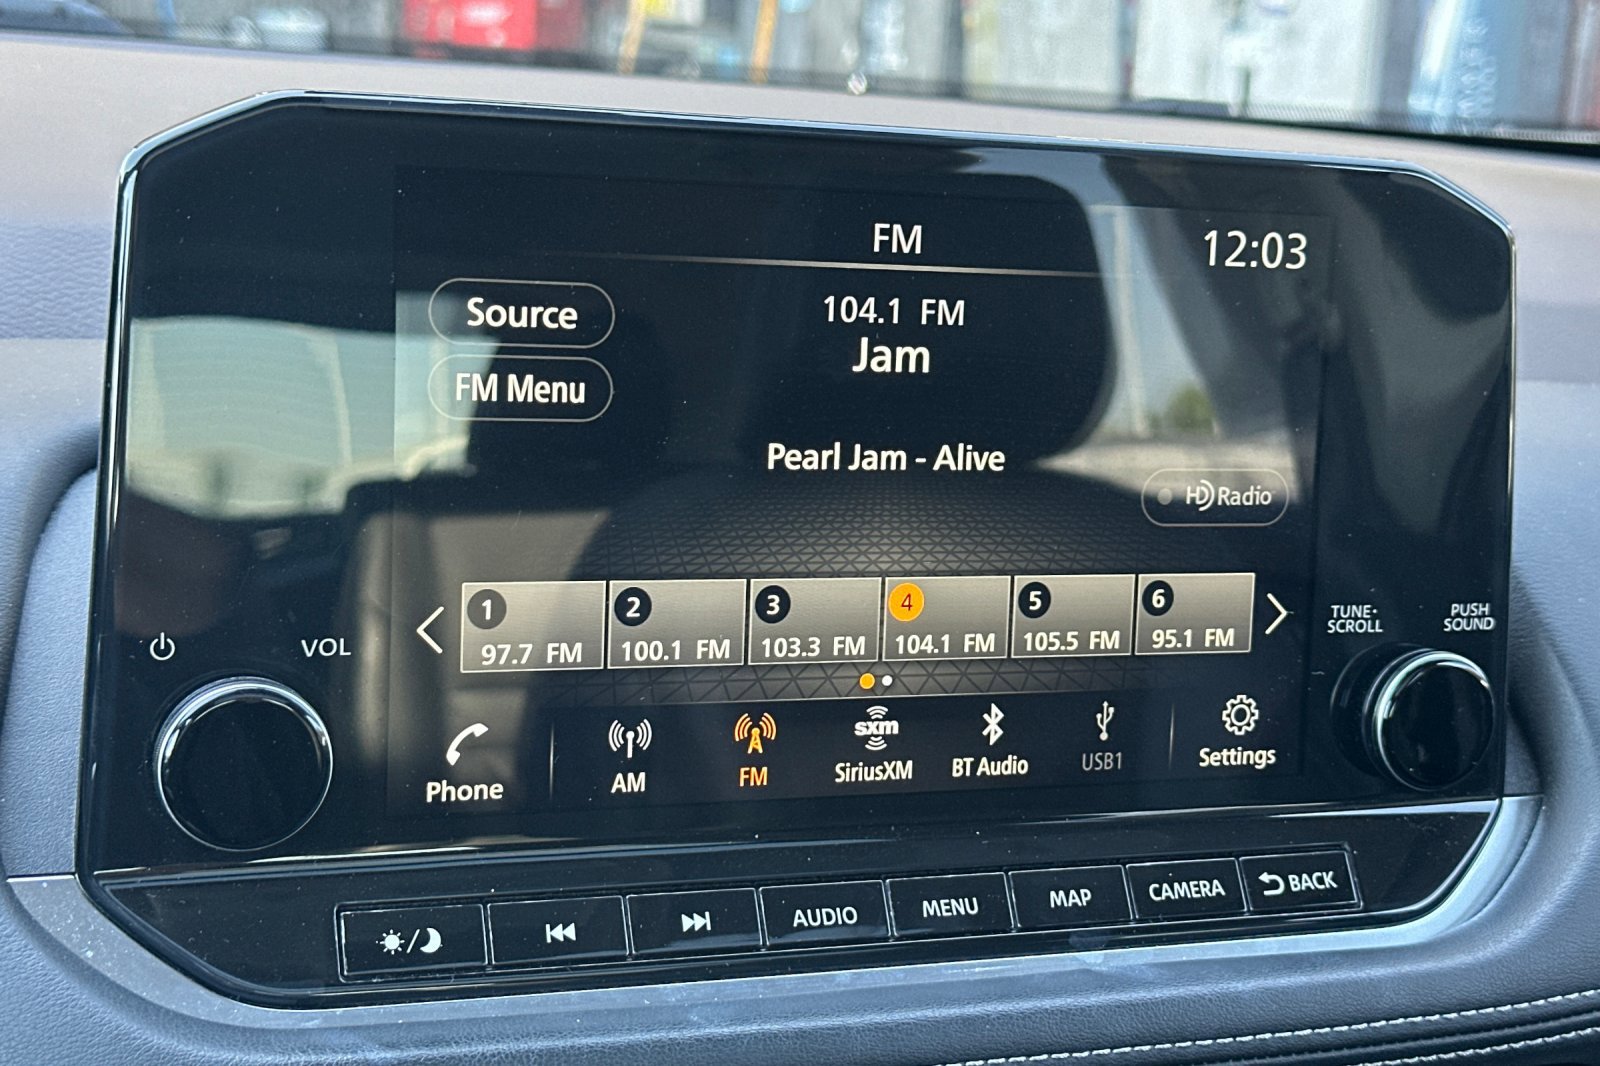 FM
12:03
Source
104.1 FM
Jam
FM Menu
Pearl Jam - Alive
HD Radio
1
2
3
4
5
6
97.7 FM
100.1 FM
103.3 FM
104.1 FM
105.5 FM
95.1 FM
VOL
TUNE·
SCROLL
PUSH
SOUND
Phone
AM
FM
sxm
SiriusXM
BT Audio
USB1
Settings
AUDIO
MENU
MAP
CAMERA
BACK